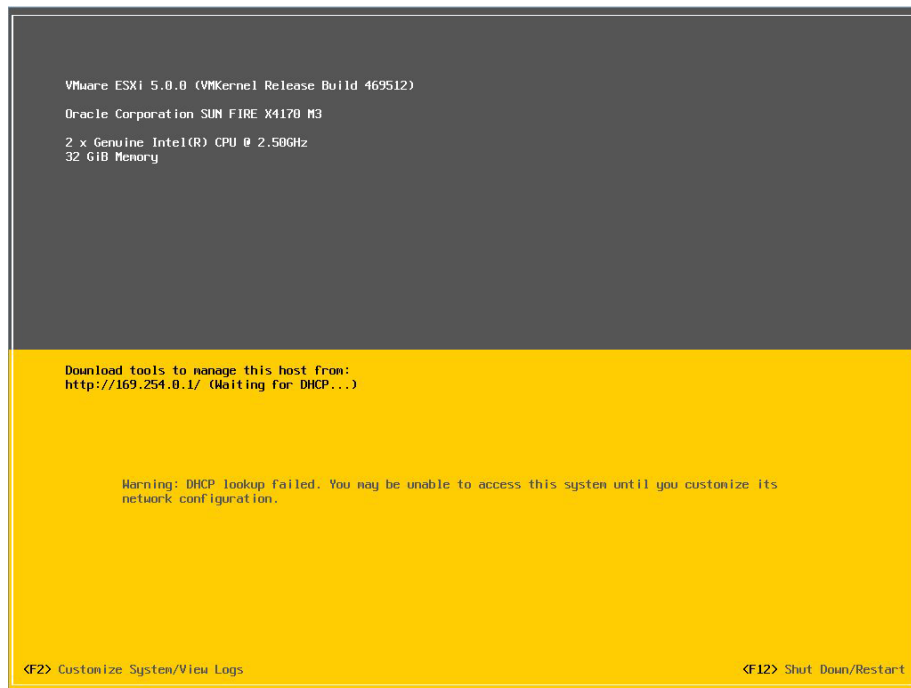 VMware ESXi 5.0.0 (VMKernel Release Build 469512)
Oracle Corporation SUN FIRE X4170 M3
2 x Genuine Intel(R) CPU @ 2.50GHz
32 GiB Memory
Download tools to manage this host from:
http://169.254.0.1/ (Waiting for DHCP...)
Warning: DHCP lookup failed. You may be unable to access this system until you customize its
network configuration.
<F2> Customize System/View Logs
<F12> Shut Down/Restart